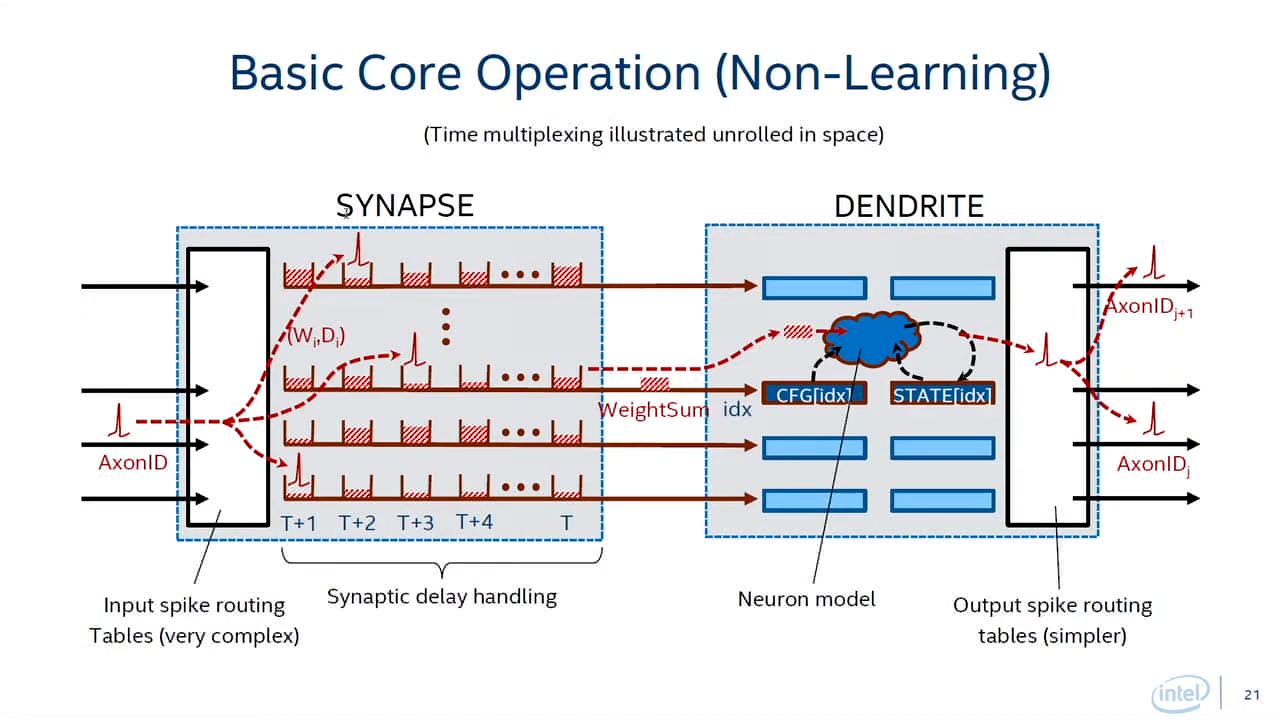 Basic Core Operation (Non-Learning)
(Time multiplexing illustrated unrolled in space)
SYNAPSE
DENDRITE
(Wi,Di)
AxonIDj+1
CFG[idx]
STATE[idx]
WeightSum
idx
AxonID
AxonIDj
T+1
T+2
T+3
T+4
T
Synaptic delay handling
Neuron model
Input spike routing
Tables (very complex)
Output spike routing
tables (simpler)
intel
21